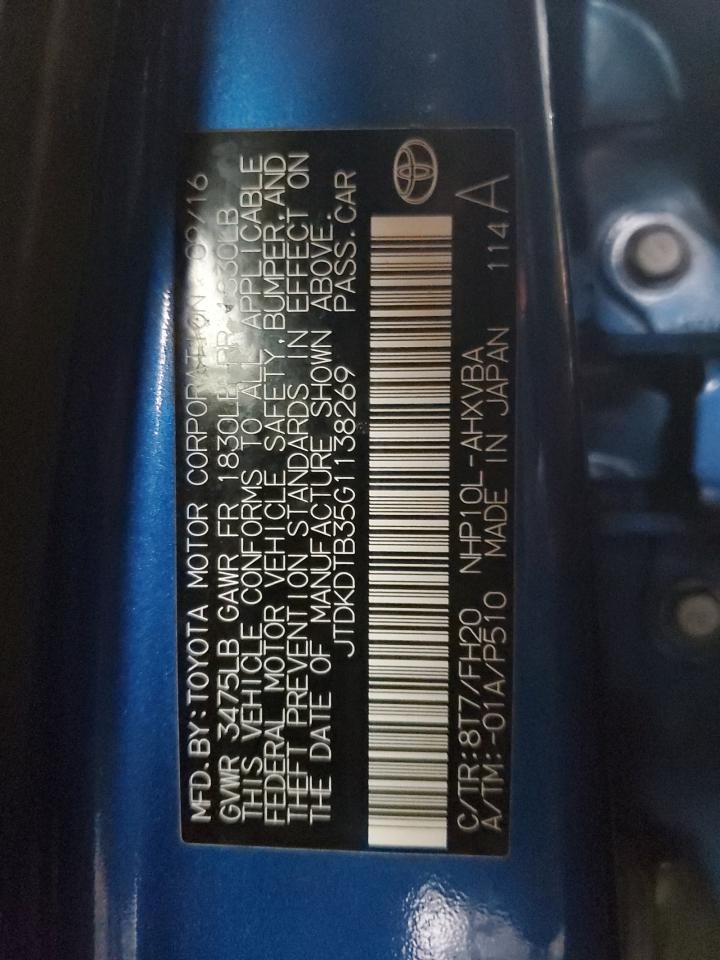 MFD.BY:TOYOTA MOTOR CORPORATION 09/16
GVWR 3475LB GAWR FR 1830LB RR 1830LB
THIS VEHICLE CONFORMS TO ALL APPLICABLE
FEDERAL MOTOR VEHICLE SAFETY,BUMPER,AND
THEFT PREVENTION STANDARDS IN EFFECT ON
THE DATE OF MANUFACTURE SHOWN ABOVE.
JTDKDTB35G1138269 PASS.CAR
C/TR:8T7/FH20 NHP10L-AHXVBA
A/TM:-01A/P510 MADE IN JAPAN 114 A